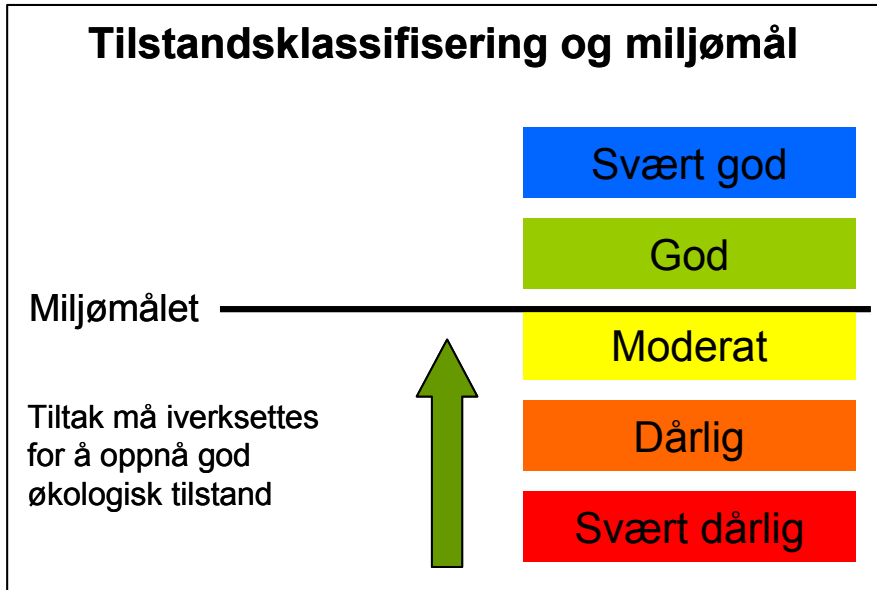 Tilstandsklassifisering og miljømål
Svært god
God
Miljømålet
Moderat
Tiltak må iverksettes
for å oppnå god
økologisk tilstand
Dårlig
Svært dårlig